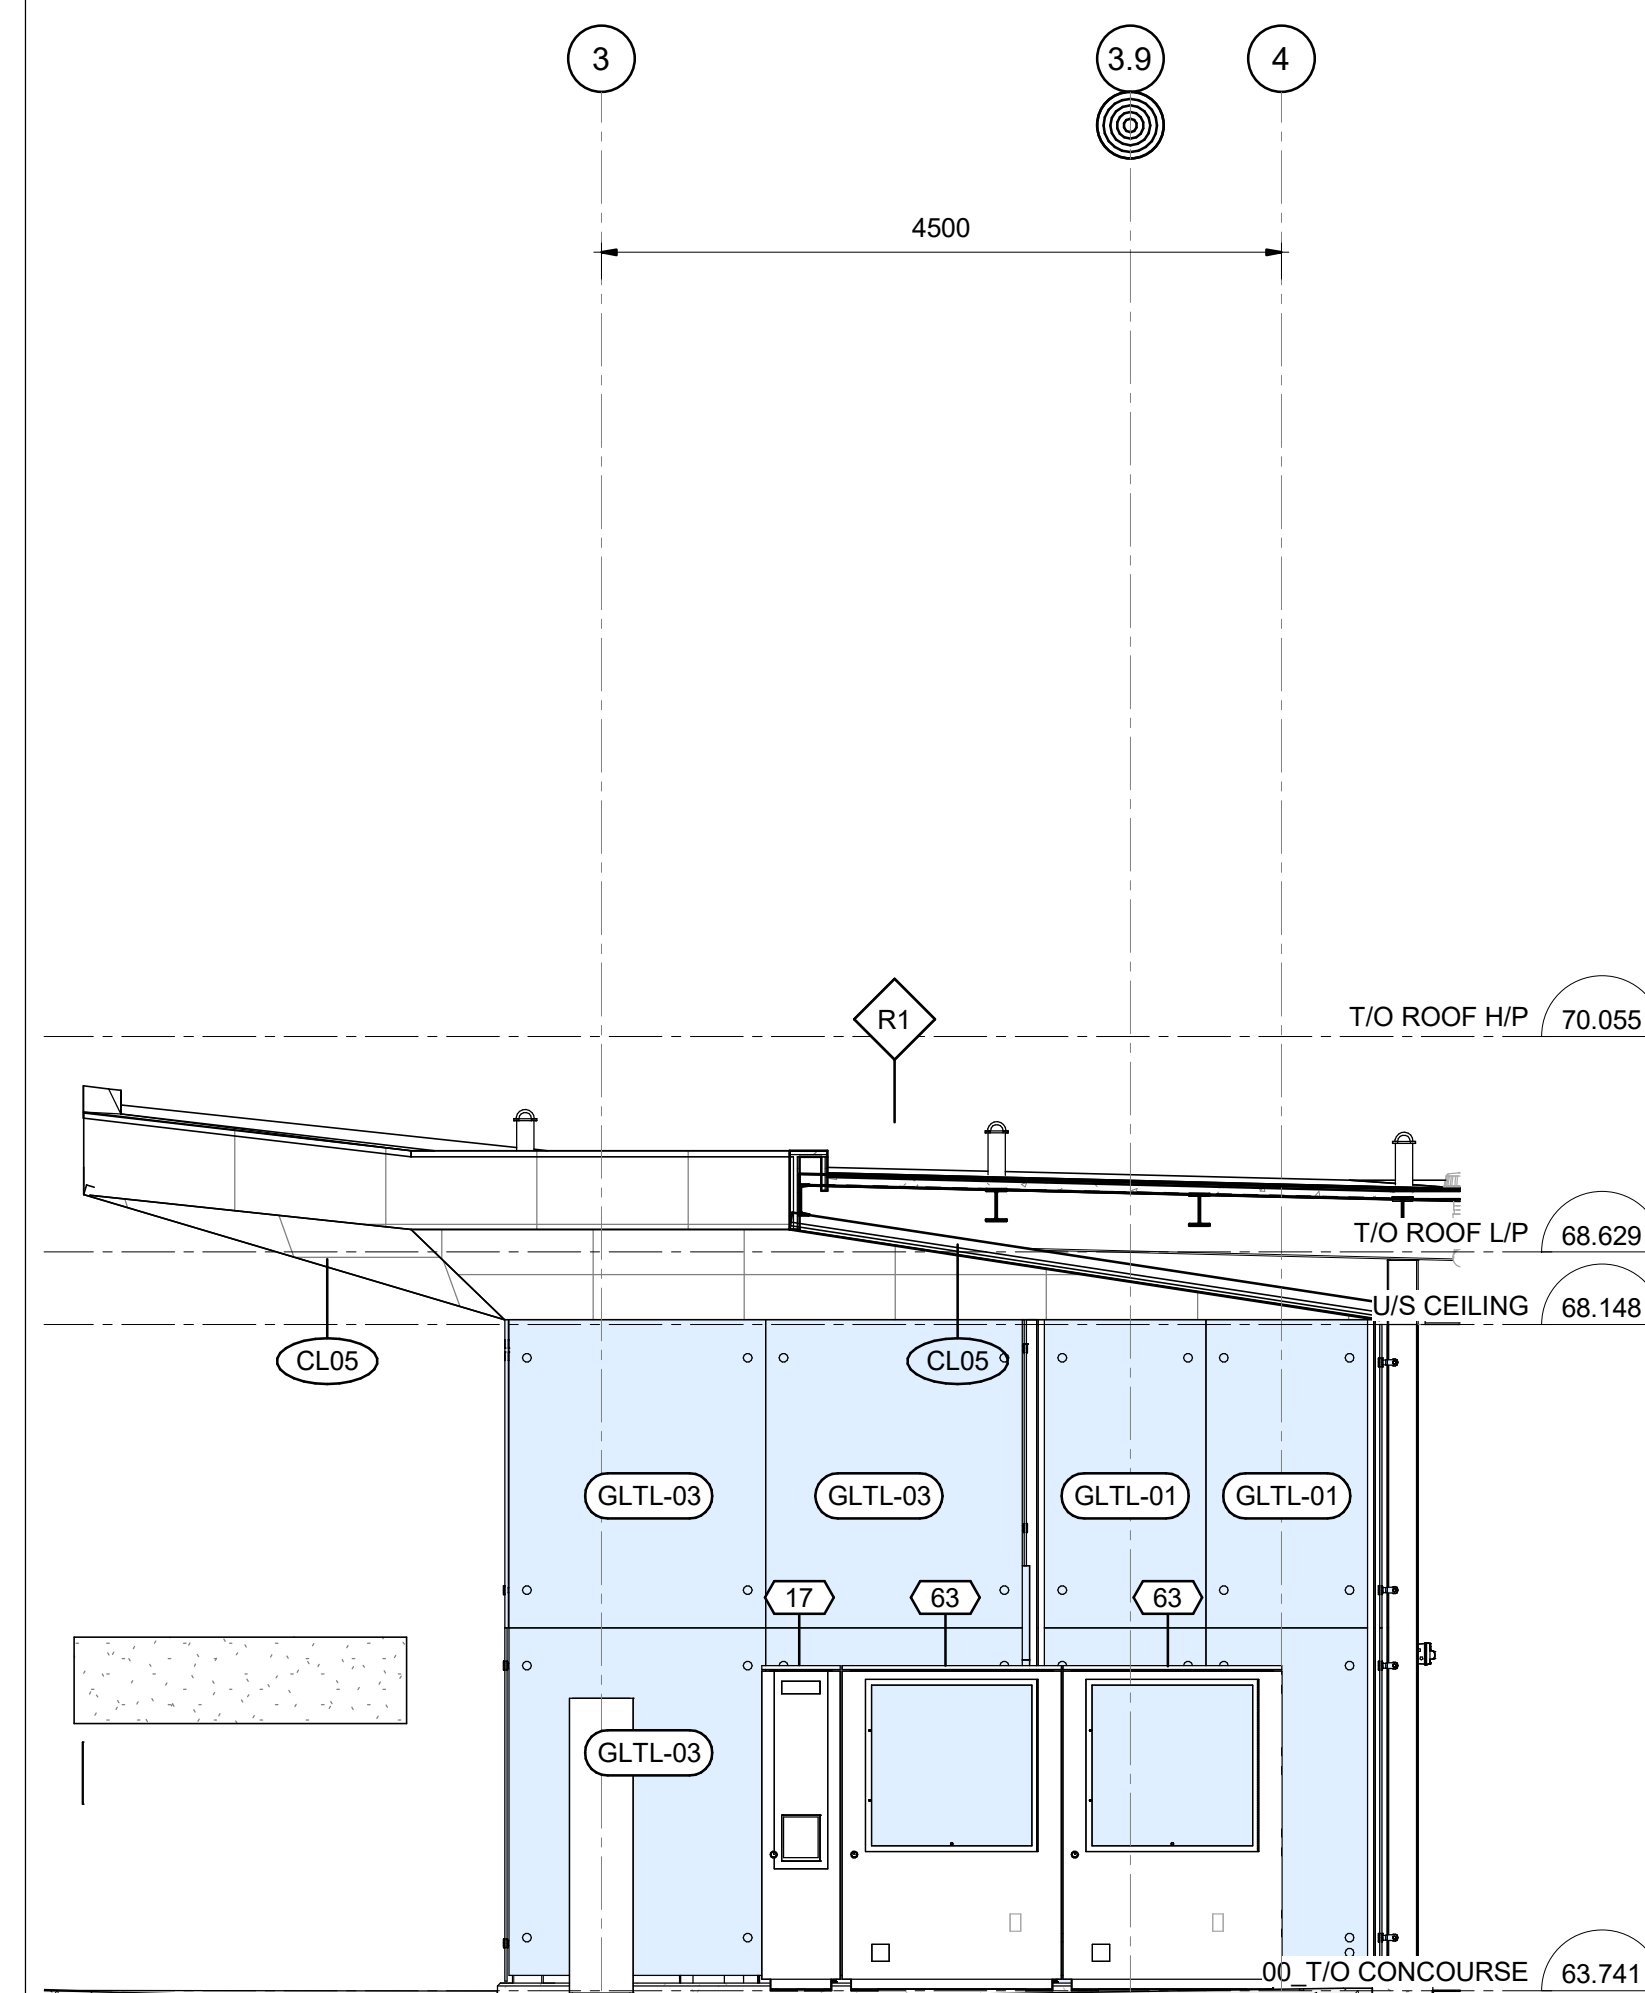 3
3.9
4
4500
R1
T/O ROOF H/P 70.055
T/O ROOF L/P 68.629
U/S CEILING 68.148
CL05
CL05
GLTL-03
GLTL-03
GLTL-01
GLTL-01
17
63
63
GLTL-03
00_T/O CONCOURSE 63.741